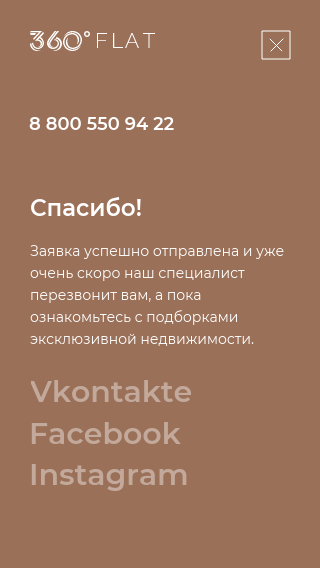 360° FLAT
8 800 550 94 22
Спасибо!
Заявка успешно отправлена и уже
очень скоро наш специалист
перезвонит вам, а пока
ознакомьтесь с подборками
эксклюзивной недвижимости.
Vkontakte
Facebook
Instagram